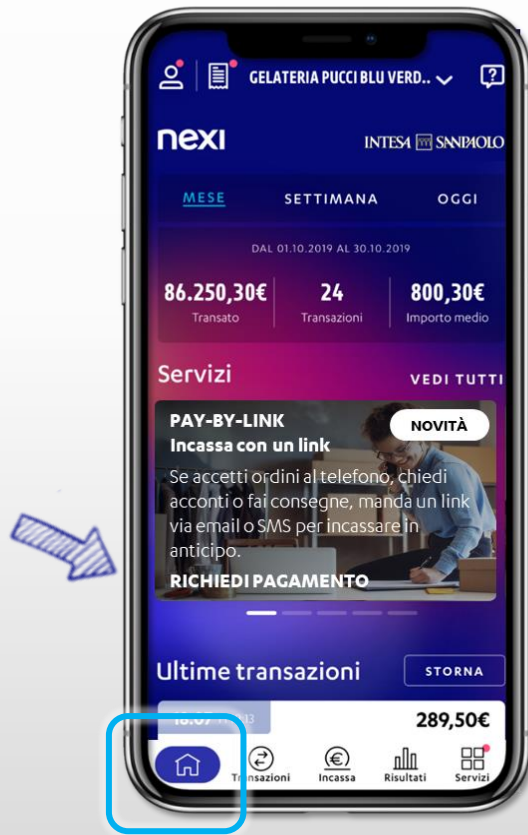 GELATERIA PUCCI BLU VERD..
nexi
INTESA SANPAOLO
MESE SETTIMANA OGGI
DAL 01.10.2019 AL 30.10.2019
86.250,30€ 24 800,30€
Transato Transazioni Importo medio
Servizi VEDI TUTTI
PAY-BY-LINK NOVITÀ
Incassa con un link
Se accetti ordini al telefono, chiedi
acconti o fai consegne, manda un link
via email o SMS per incassare in
anticipo.
RICHIEDI PAGAMENTO
Ultime transazioni STORNA
289,50€
Transazioni Incassa Risultati Servizi